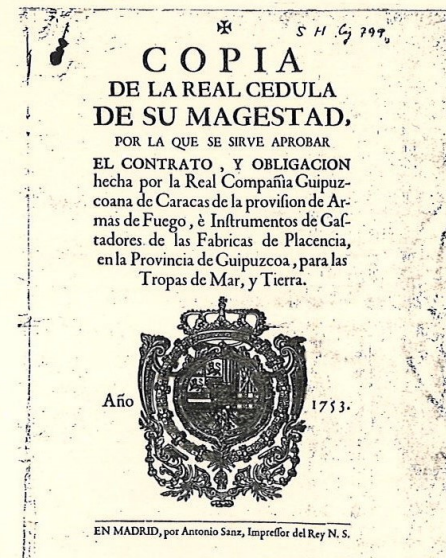 ✠
S H Cj 799
COPIA
DE LA REAL CEDULA
DE SU MAGESTAD,
POR LA QUE SE SIRVE APROBAR
EL CONTRATO , Y OBLIGACION
hecha por la Real Compañia Guipuz-
coana de Caracas de la proviſion de Ar-
mas de Fuego , è Inſtrumentos de Gaſ-
tadores de las Fabricas de Placencia,
en la Provincia de Guipuzcoa , para las
Tropas de Mar, y Tierra.
Año 1753.
EN MADRID, por Antonio Sanz, Impreſſor del Rey N. S.